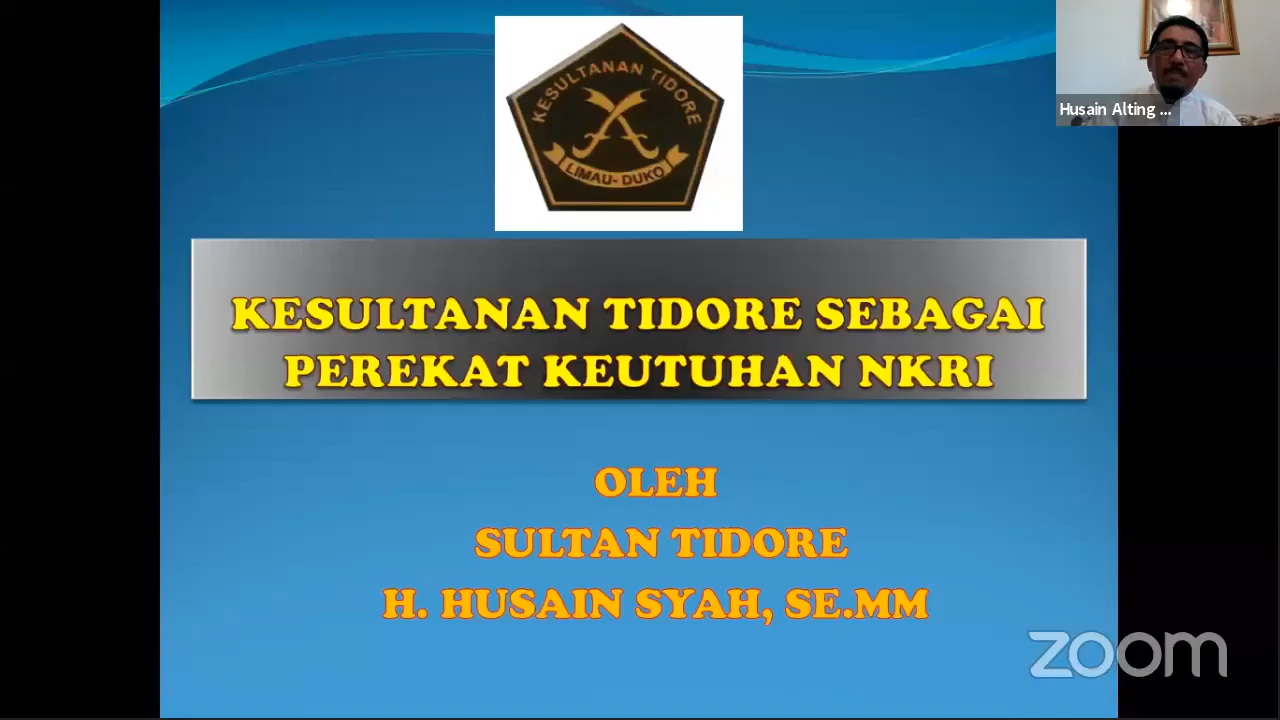 KESULTANAN TIDORE
LIMAU- DUKO
Husain Alting ...
KESULTANAN TIDORE SEBAGAI
PEREKAT KEUTUHAN NKRI
OLEH
SULTAN TIDORE
H. HUSAIN SYAH, SE.MM
zoom